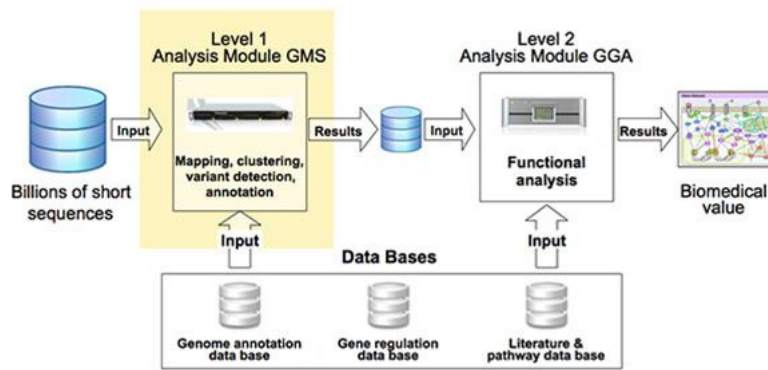 Level 1
Analysis Module GMS
Level 2
Analysis Module GGA
Input
Results
Input
Results
Mapping, clustering,
variant detection,
annotation
Functional
analysis
Billions of short
sequences
Biomedical
value
Input
Input
Data Bases
Genome annotation
data base
Gene regulation
data base
Literature &
pathway data base